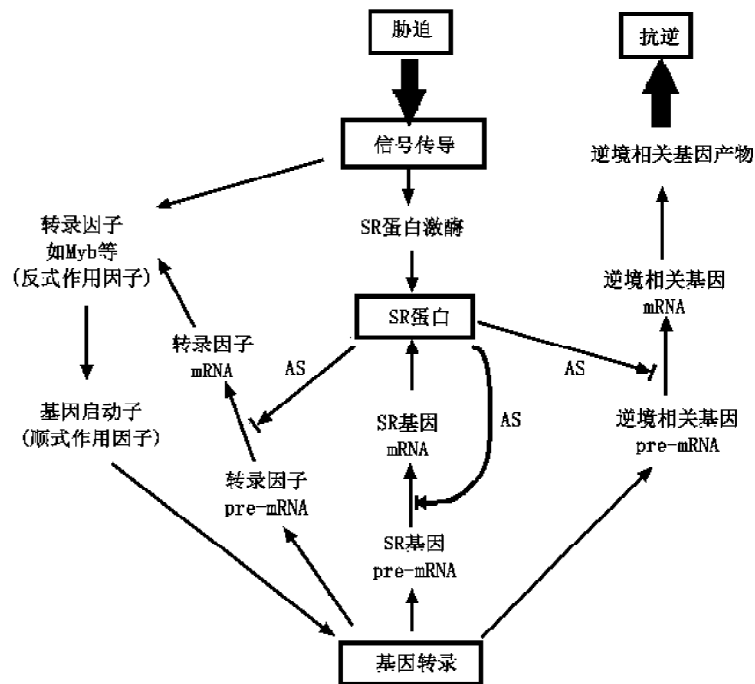 胁迫
抗逆
信号传导
逆境相关基因产物
转录因子
如Myb等
(反式作用因子)
SR蛋白激酶
逆境相关基因
mRNA
SR蛋白
转录因子
mRNA
AS
AS
基因启动子
(顺式作用因子)
SR基因
mRNA
AS
逆境相关基因
pre-mRNA
转录因子
pre-mRNA
SR基因
pre-mRNA
基因转录